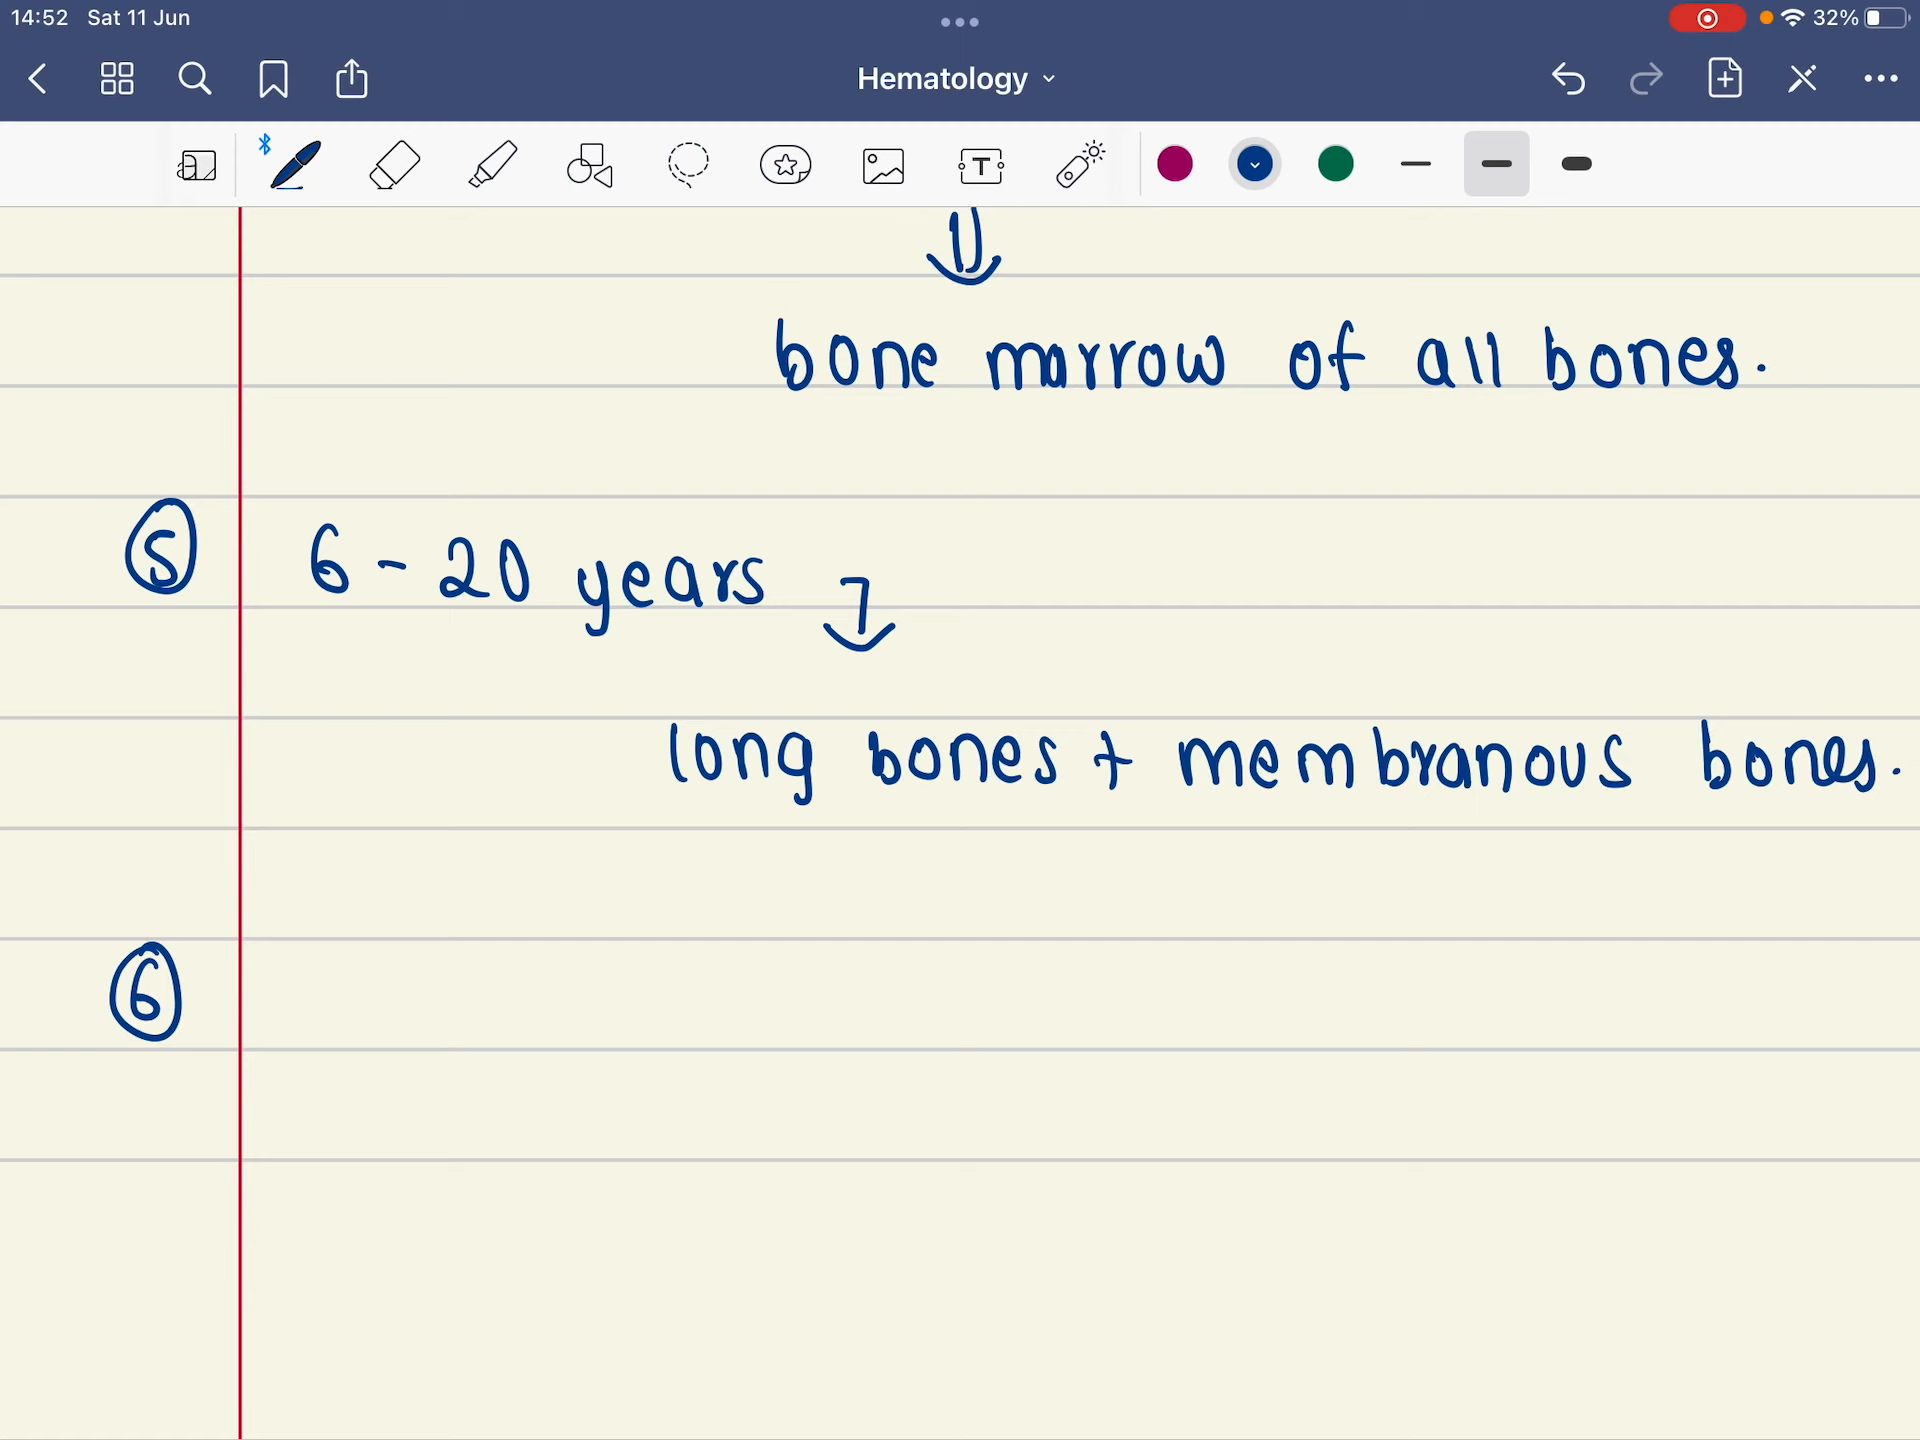 14:52 Sat 11 Jun
32%
Hematology
T
bone marrow of all bones.
5 6 - 20 years
long bones + membranous bones.
6